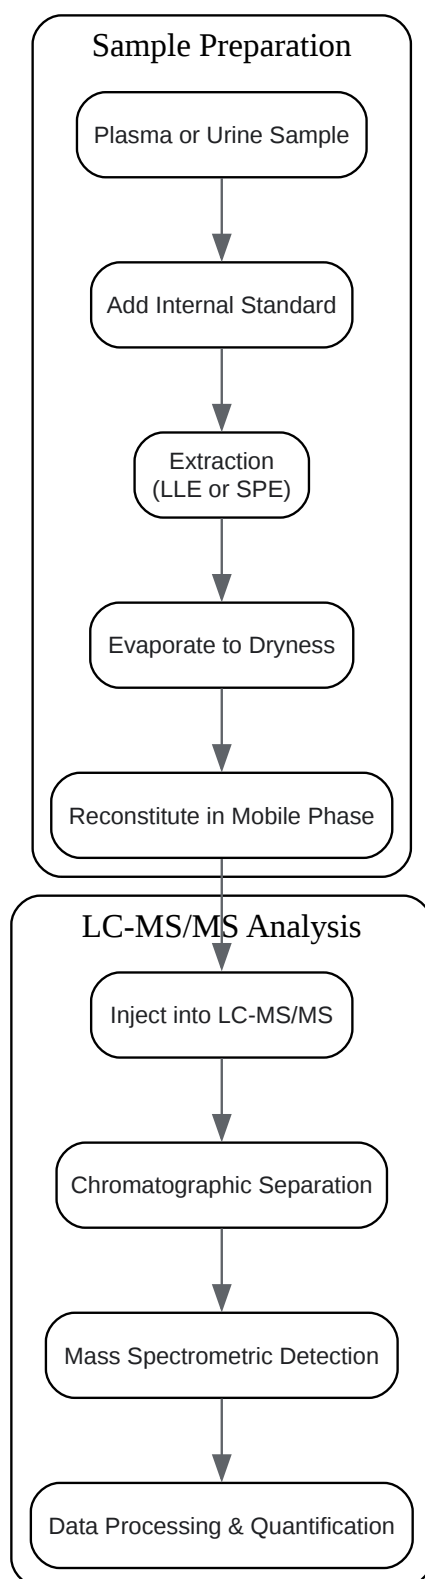 Sample Preparation
Plasma or Urine Sample
Add Internal Standard
Extraction
(LLE or SPE)
Evaporate to Dryness
Reconstitute in Mobile Phase
LC-MS/MS Analysis
Inject into LC-MS/MS
Chromatographic Separation
Mass Spectrometric Detection
Data Processing & Quantification